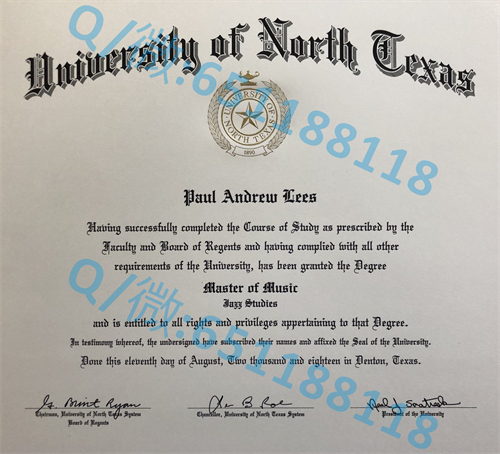 University of North Texas
UNIVERSITY OF NORTH TEXAS
1890
Paul Andrew Lees
Having successfully completed the Course of Study as prescribed by the
Faculty and Board of Regents and having complied with all other
requirements of the University, has been granted the Degree
Master of Music
Jazz Studies
and is entitled to all rights and privileges appertaining to that Degree.
In testimony whereof, the undersigned have subscribed their names and affixed the Seal of the University.
Done this eleventh day of August, Two thousand and eighteen in Denton, Texas.
Chairman, University of North Texas System
Board of Regents
Chancellor, University of North Texas System
President of the University
Q/微:651188118
Q/微:651188118